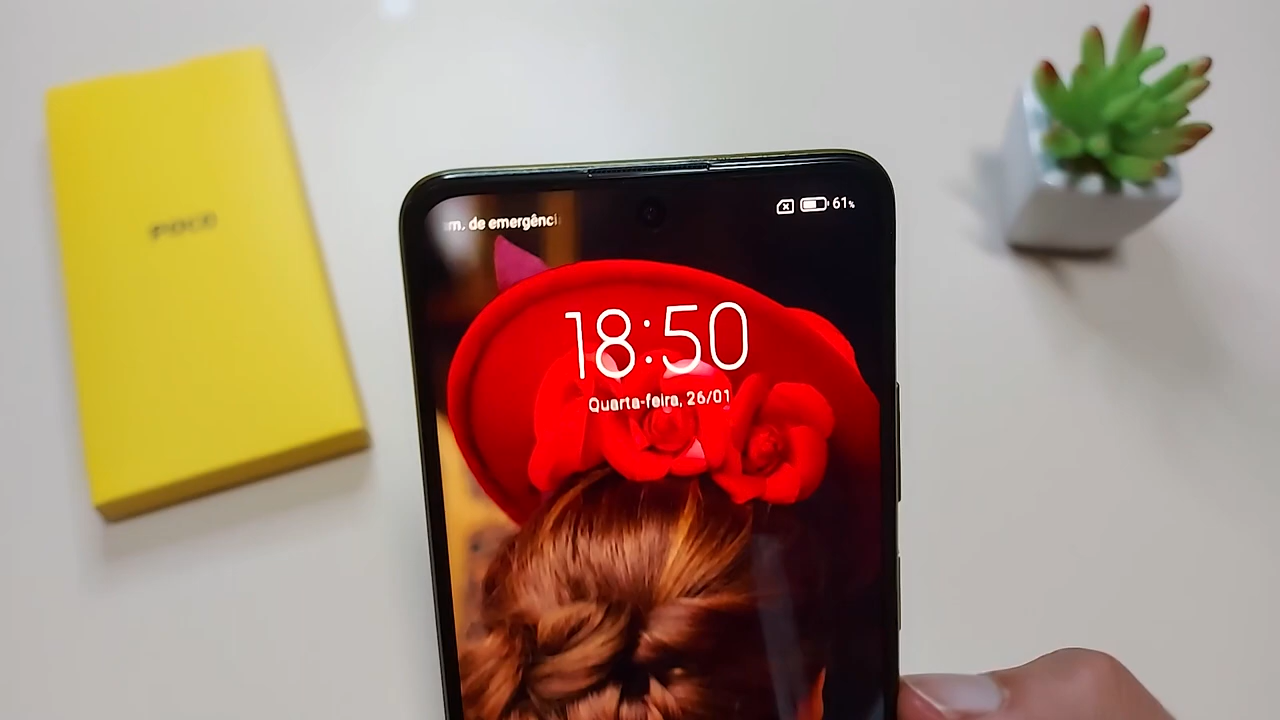 POCO
m. de emergênci
61%
18:50
Quarta-feira, 26/01